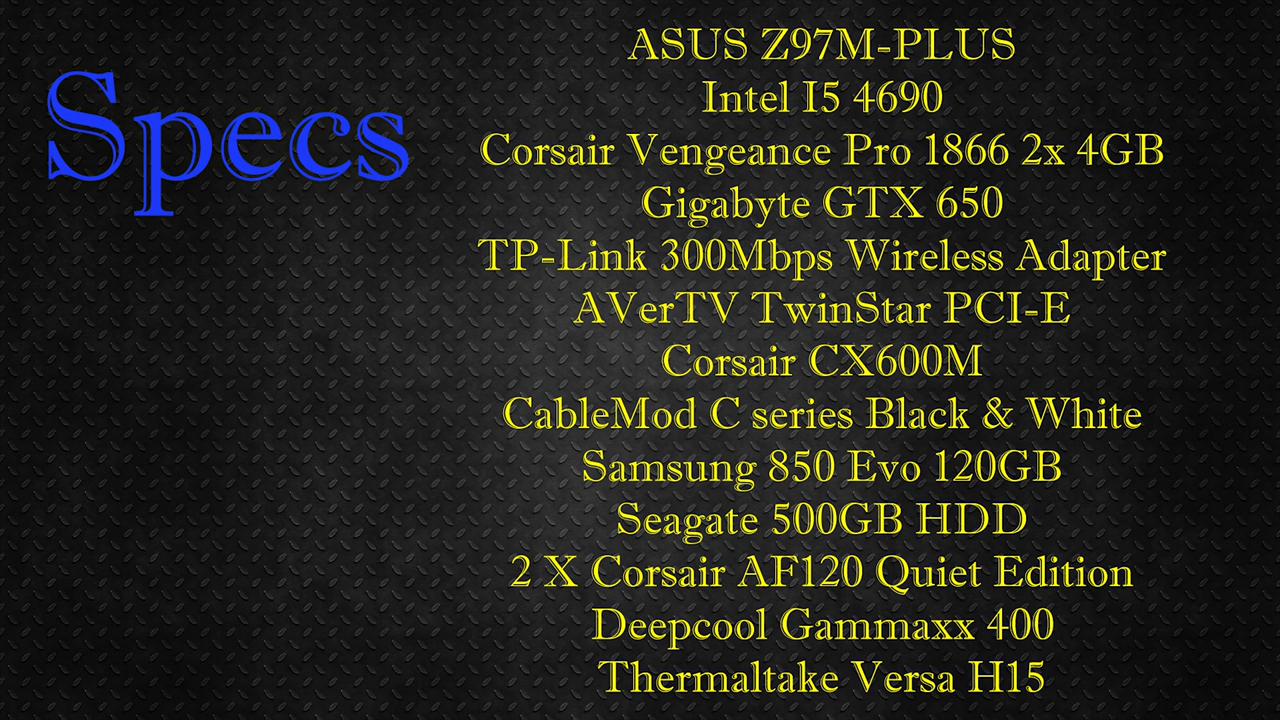 Specs
ASUS Z97M-PLUS
Intel I5 4690
Corsair Vengeance Pro 1866 2x 4GB
Gigabyte GTX 650
TP-Link 300Mbps Wireless Adapter
AVerTV TwinStar PCI-E
Corsair CX600M
CableMod C series Black & White
Samsung 850 Evo 120GB
Seagate 500GB HDD
2 X Corsair AF120 Quiet Edition
Deepcool Gammaxx 400
Thermaltake Versa H15